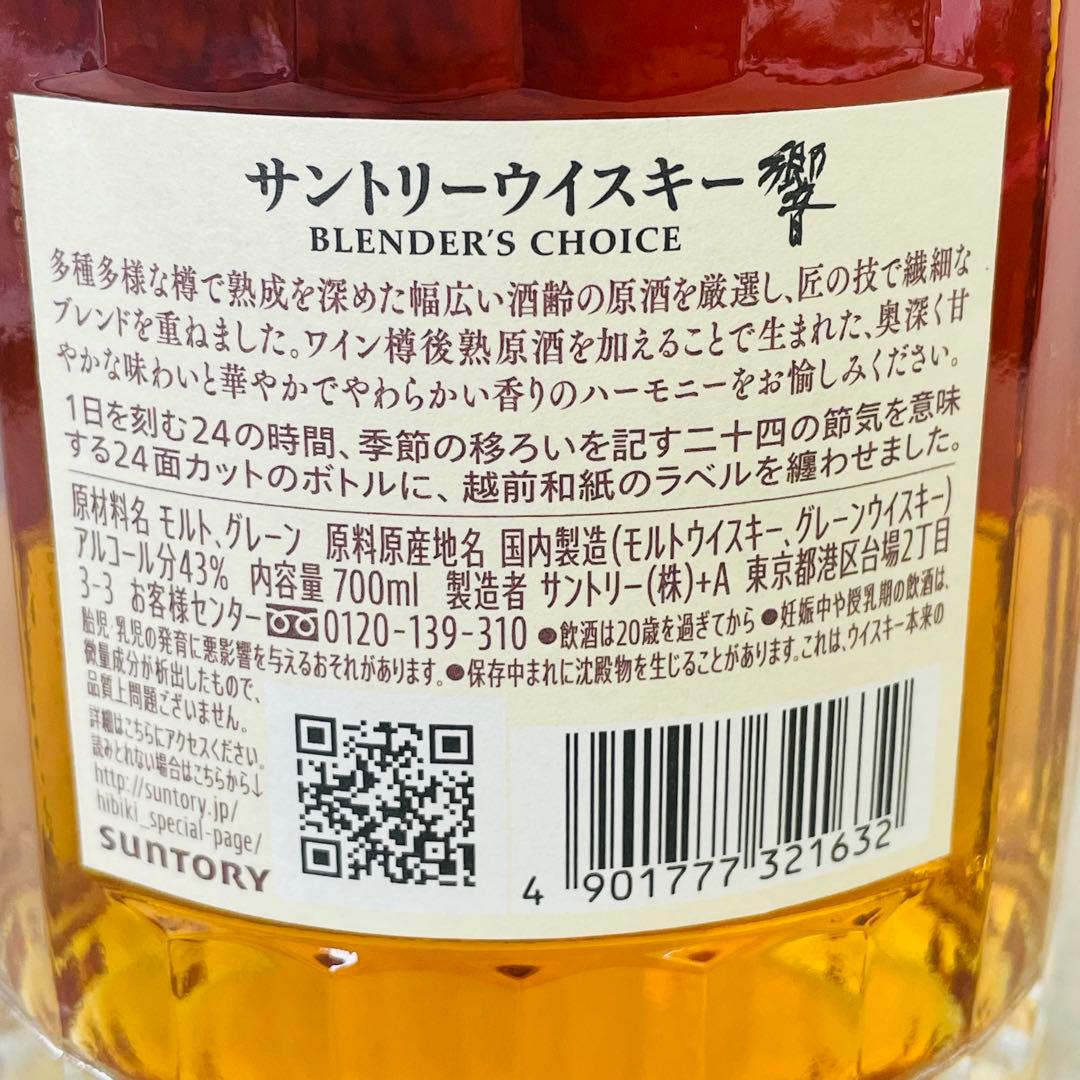 サントリーウイスキー 響
BLENDER'S CHOICE
多種多様な樽で熟成を深めた幅広い酒齢の原酒を厳選し、匠の技で繊細な
ブレンドを重ねました。ワイン樽後熟原酒を加えることで生まれた、奥深く甘
やかな味わいと華やかでやわらかい香りのハーモニーをお愉しみください。
1日を刻む24の時間、季節の移ろいを記す二十四の節気を意味
する24面カットのボトルに、越前和紙のラベルを纏わせました。
原材料名 モルト、グレーン 原料原産地名 国内製造(モルトウイスキー、グレーンウイスキー)
アルコール分43% 内容量 700ml 製造者 サントリー(株)+A 東京都港区台場2丁目
3-3 お客様センター 0120-139-310 ●飲酒は20歳を過ぎてから ●妊娠中や授乳期の飲酒は、
胎児・乳児の発育に悪影響を与えるおそれがあります。●保存中まれに沈殿物を生じることがあります。これは、ウイスキー本来の
微量成分が析出したもので、
品質上問題ございません。
詳細はこちらにアクセスください。
読みとれない場合はこちらから↓
http://suntory.jp/
hibiki_special-page/
SUNTORY
4 901777 321632